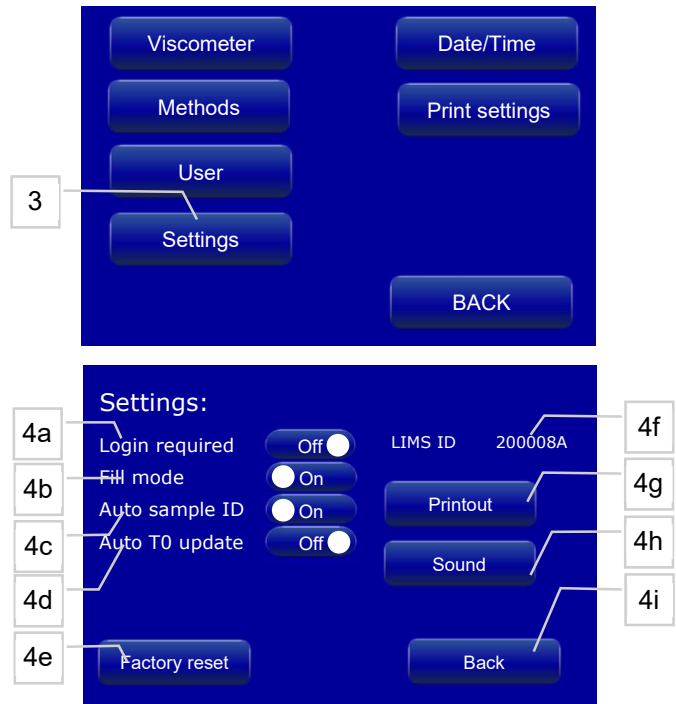 Viscometer
Date/Time
Methods
Print settings
User
3
Settings
BACK
Settings:
4a
Login required Off
LIMS ID 200008A
4f
4b
Fill mode On
4g
Printout
4c
Auto sample ID On
4h
Sound
4d
Auto T0 update Off
4i
4e
Factory reset
Back